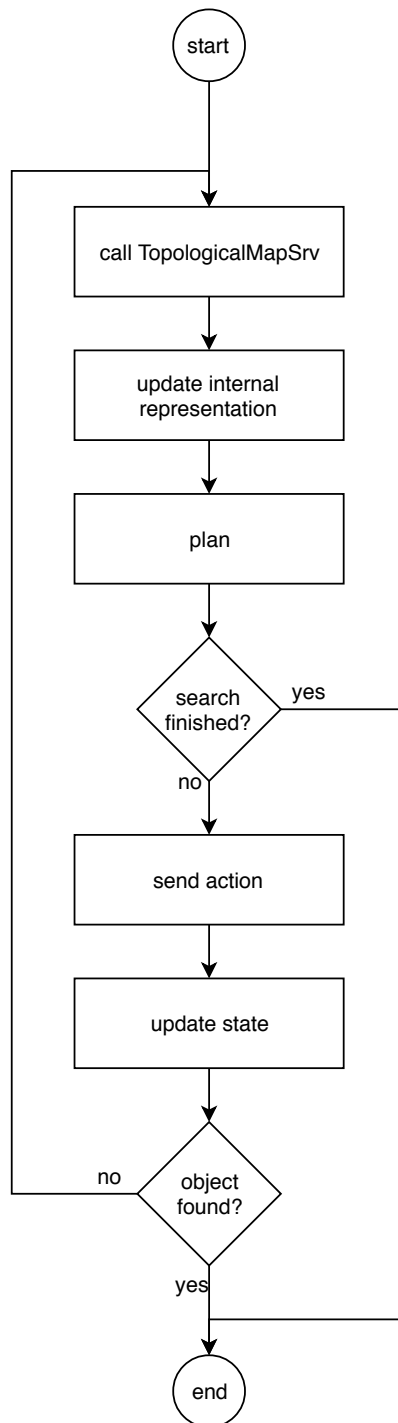 start
call TopologicalMapSrv
update internal
representation
plan
search
finished?
yes
no
send action
update state
no
object
found?
yes
end